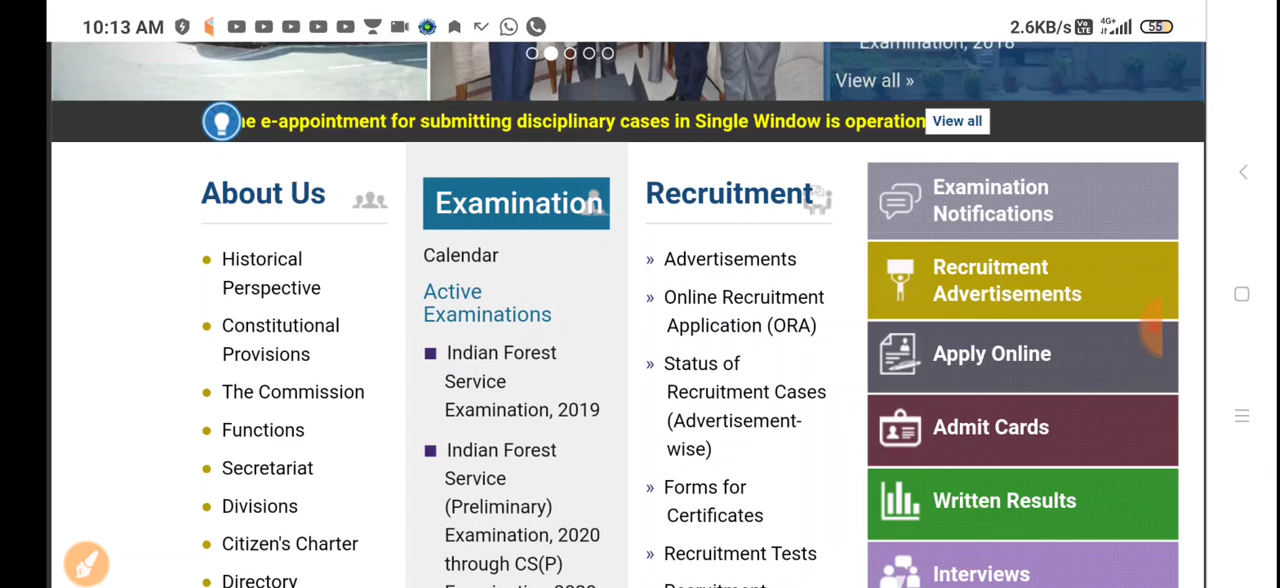 10:13 AM
2.6KB/s Vo LTE 4G+ 55
Examination, 2018
View all »
e-appointment for submitting disciplinary cases in Single Window is operation
View all
About Us
Historical
Perspective
Constitutional
Provisions
The Commission
Functions
Secretariat
Divisions
Citizen's Charter
Directory
Examination
Calendar
Active
Examinations
Indian Forest
Service
Examination, 2019
Indian Forest
Service
(Preliminary)
Examination, 2020
through CS(P)
Recruitment
» Advertisements
» Online Recruitment
Application (ORA)
» Status of
Recruitment Cases
(Advertisement-
wise)
» Forms for
Certificates
» Recruitment Tests
Examination
Notifications
Recruitment
Advertisements
Apply Online
Admit Cards
Written Results
Interviews